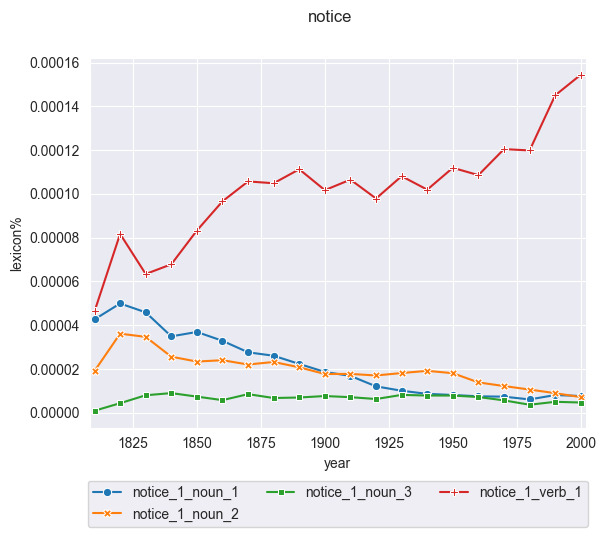 notice
0.00016
0.00014
0.00012
0.00010
0.00008
0.00006
0.00004
0.00002
0.00000
lexicon%
1825 1850 1875 1900 1925 1950 1975 2000
year
notice_1_noun_1 notice_1_noun_3 notice_1_verb_1
notice_1_noun_2